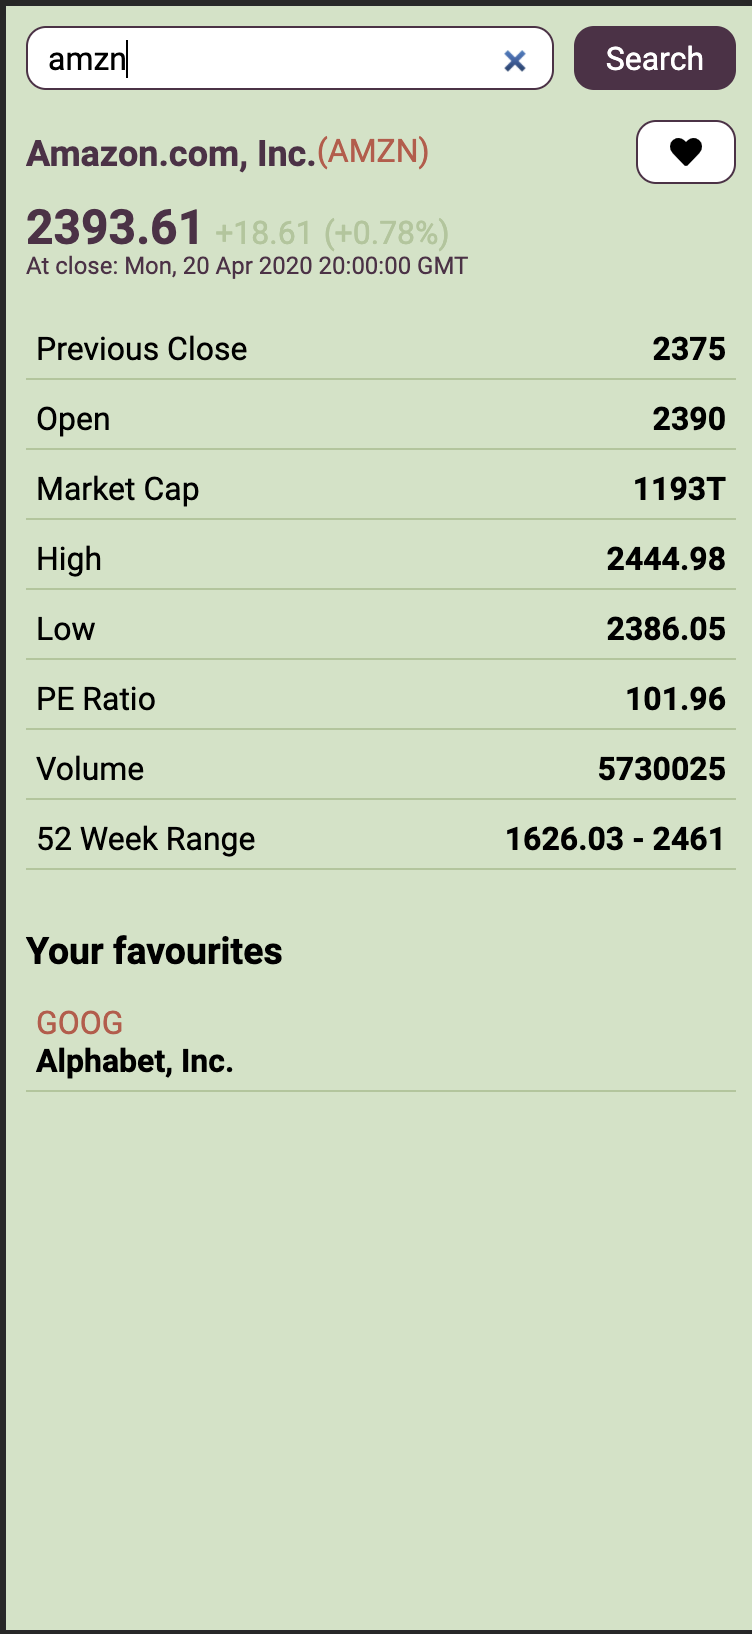 amzn
Search
Amazon.com, Inc.(AMZN)
2393.61 +18.61 (+0.78%)
At close: Mon, 20 Apr 2020 20:00:00 GMT
Previous Close 2375
Open 2390
Market Cap 1193T
High 2444.98
Low 2386.05
PE Ratio 101.96
Volume 5730025
52 Week Range 1626.03 - 2461
Your favourites
GOOG
Alphabet, Inc.